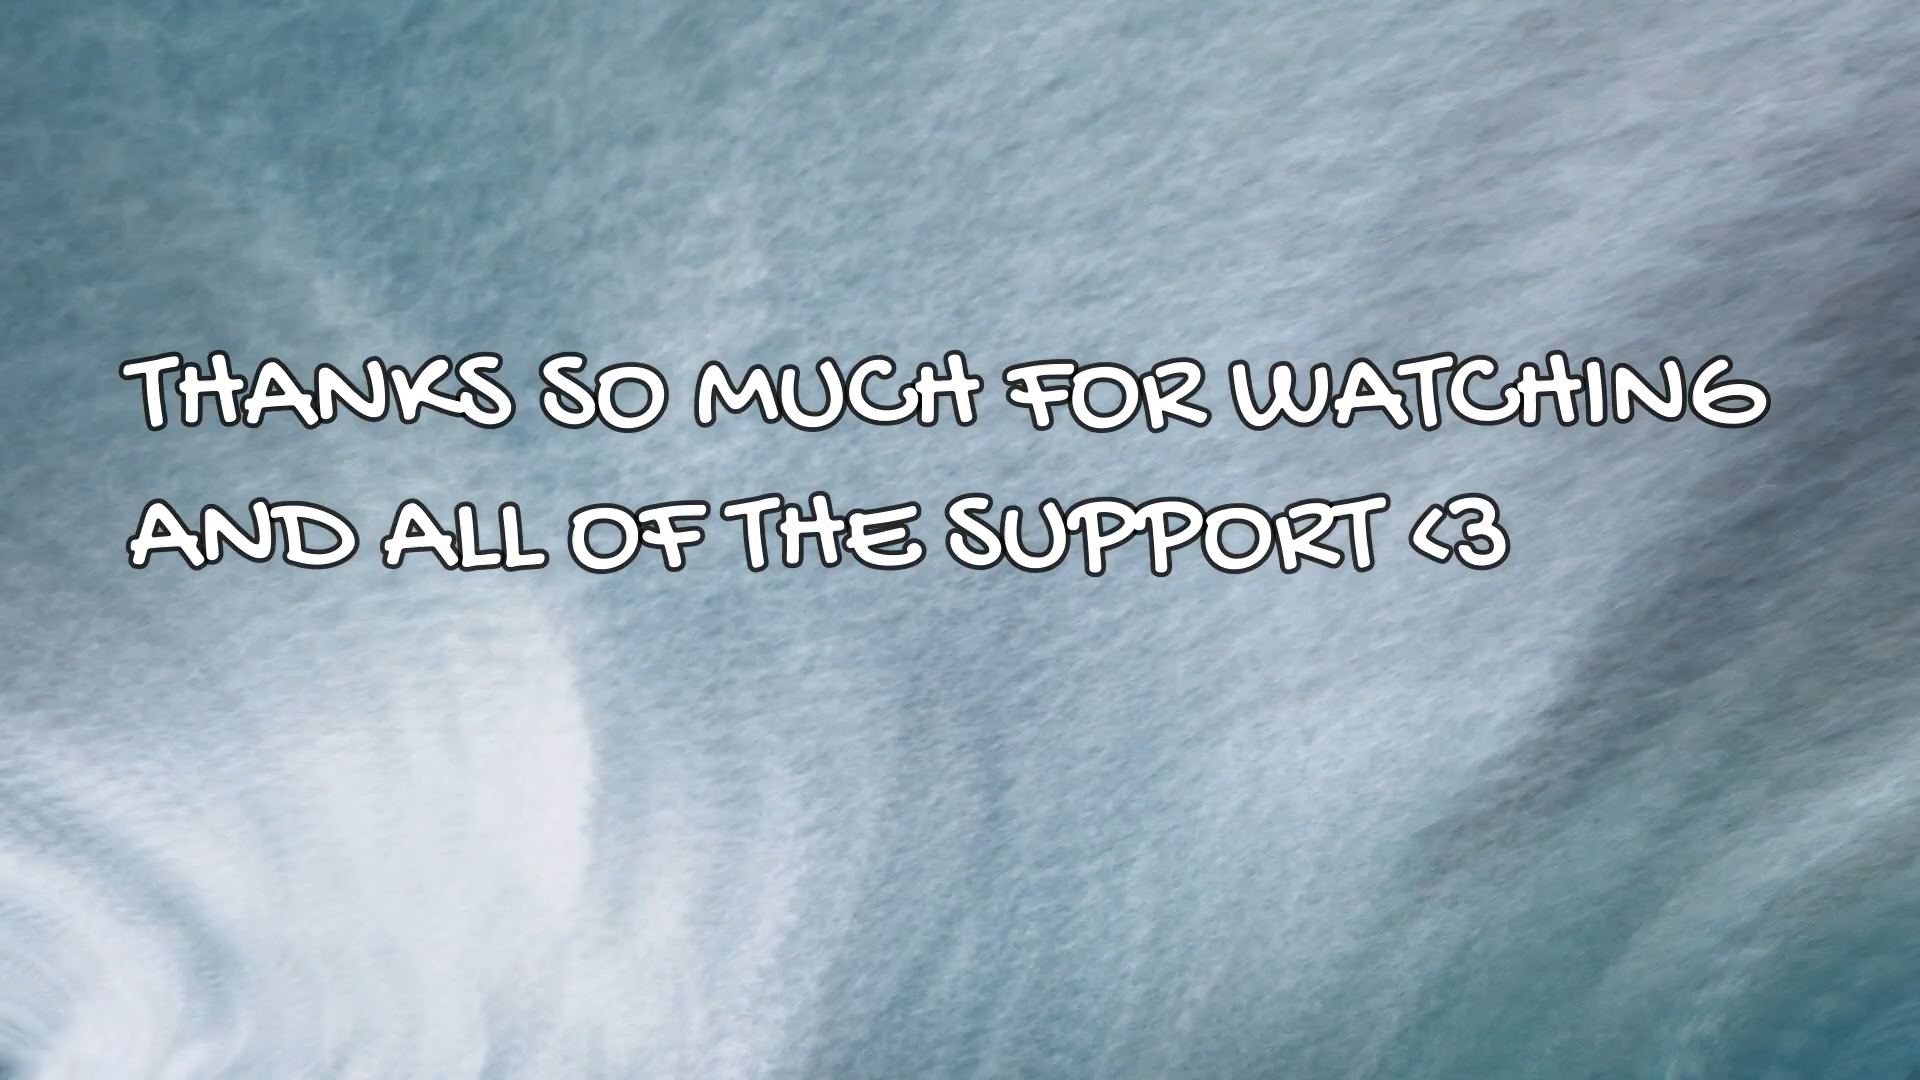 THANKS SO MUCH FOR WATCHING
AND ALL OF THE SUPPORT <3